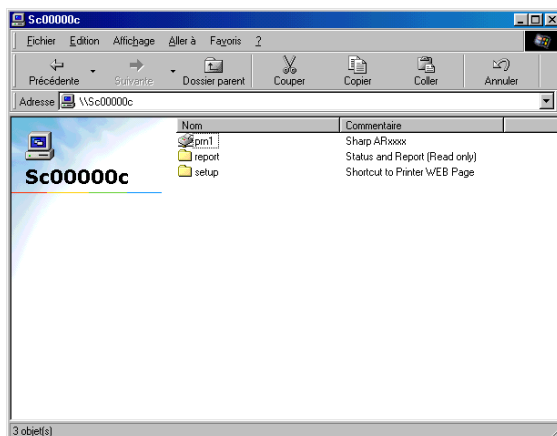 Sc00000c
Fichier Edition Affichage Aller à Favoris ?
Précédente Suivante Dossier parent Couper Copier Coller Annuler
Adresse \\Sc00000c
Nom Commentaire
prn1 Sharp ARxxxx
report Status and Report (Read only)
setup Shortcut to Printer WEB Page
Sc00000c
3 objet(s)